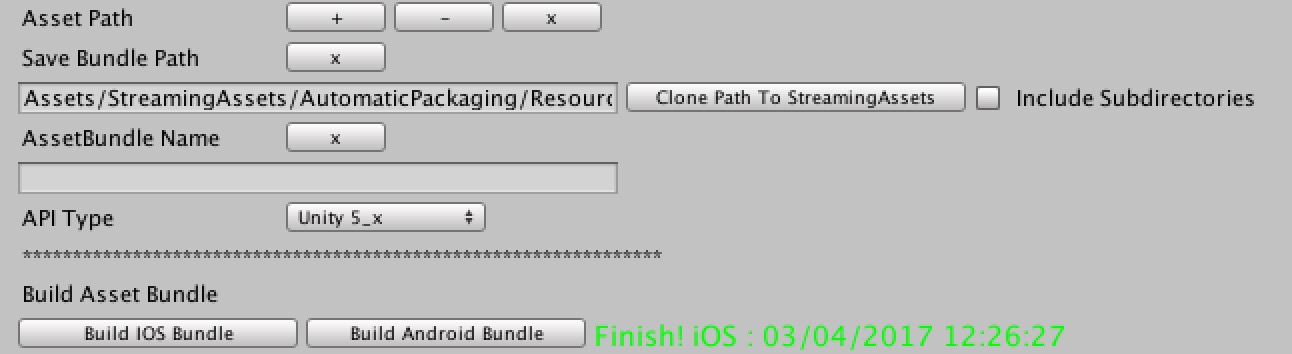 Asset Path + - x
Save Bundle Path x
Assets/StreamingAssets/AutomaticPackaging/Resourc Clone Path To StreamingAssets Include Subdirectories
AssetBundle Name x
API Type Unity 5_x
****************************************************************
Build Asset Bundle
Build IOS Bundle Build Android Bundle Finish! iOS : 03/04/2017 12:26:27